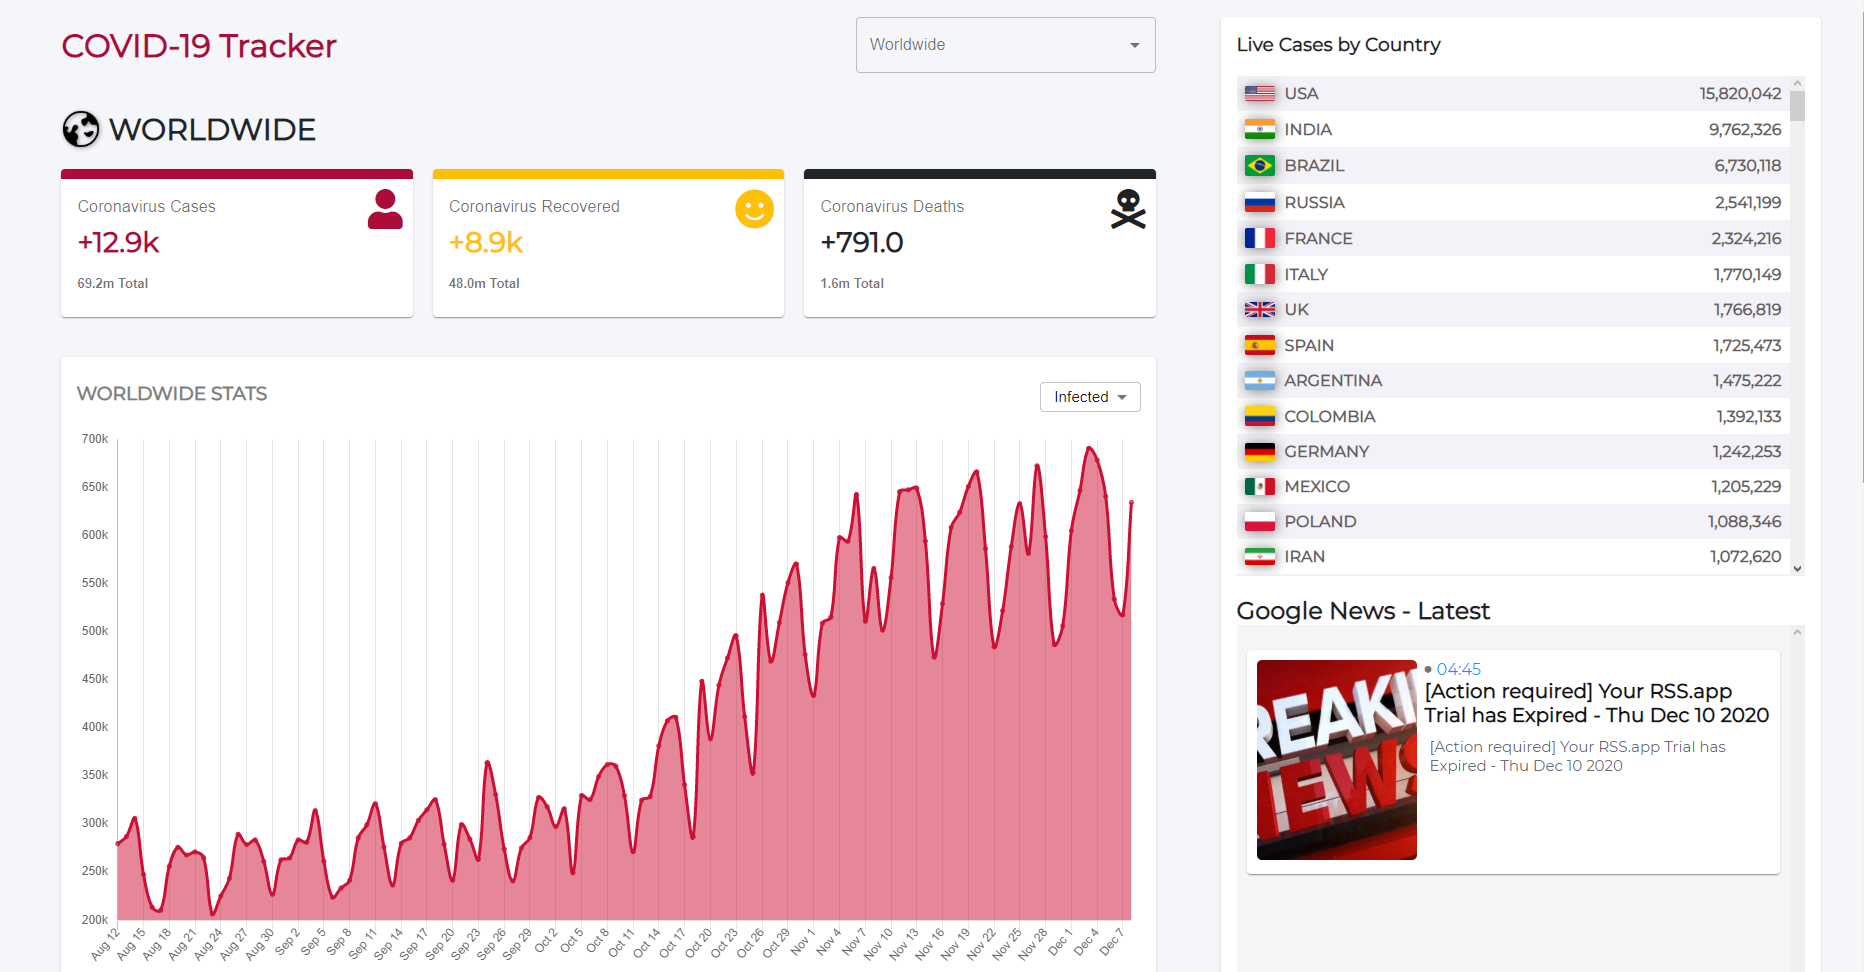 COVID-19 Tracker
Worldwide
WORLDWIDE
Coronavirus Cases
+12.9k
69.2m Total
Coronavirus Recovered
+8.9k
48.0m Total
Coronavirus Deaths
+791.0
1.6m Total
WORLDWIDE STATS
Infected
700k
650k
600k
550k
500k
450k
400k
350k
300k
250k
200k
Aug 12
Aug 15
Aug 18
Aug 21
Aug 24
Aug 27
Aug 30
Sep 2
Sep 5
Sep 8
Sep 11
Sep 14
Sep 17
Sep 20
Sep 23
Sep 26
Sep 29
Oct 2
Oct 5
Oct 8
Oct 11
Oct 14
Oct 17
Oct 20
Oct 23
Oct 26
Oct 29
Nov 1
Nov 4
Nov 7
Nov 10
Nov 13
Nov 16
Nov 19
Nov 22
Nov 25
Nov 28
Dec 1
Dec 4
Dec 7
Live Cases by Country
USA 15,820,042
INDIA 9,762,326
BRAZIL 6,730,118
RUSSIA 2,541,199
FRANCE 2,324,216
ITALY 1,770,149
UK 1,766,819
SPAIN 1,725,473
ARGENTINA 1,475,222
COLOMBIA 1,392,133
GERMANY 1,242,253
MEXICO 1,205,229
POLAND 1,088,346
IRAN 1,072,620
Google News - Latest
REAKIN
NEWS
• 04:45
[Action required] Your RSS.app
Trial has Expired - Thu Dec 10 2020
[Action required] Your RSS.app Trial has
Expired - Thu Dec 10 2020